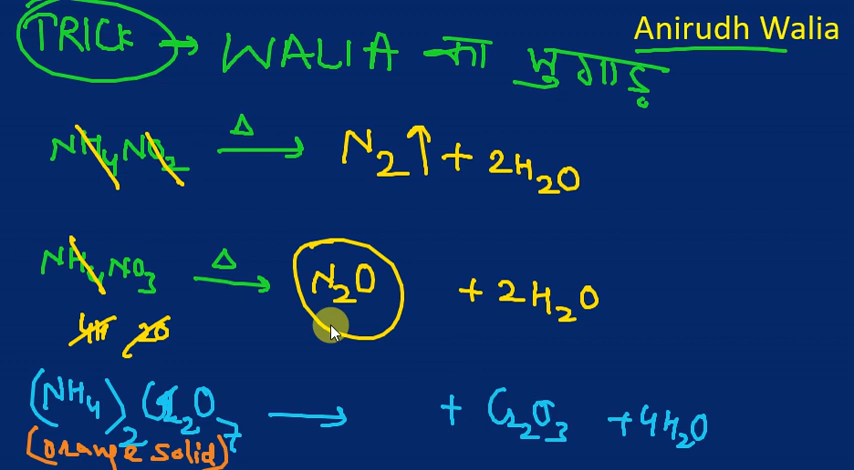 Anirudh Walia
TRICK → WALIA का जुगाड़
NH₄NO₂ Δ→ N₂↑ + 2H₂O
NH₄NO₃ Δ→ N₂O + 2H₂O
4H 2O
(NH₄)₂Cr₂O₇ → + Cr₂O₃ + 4H₂O
(orange solid)